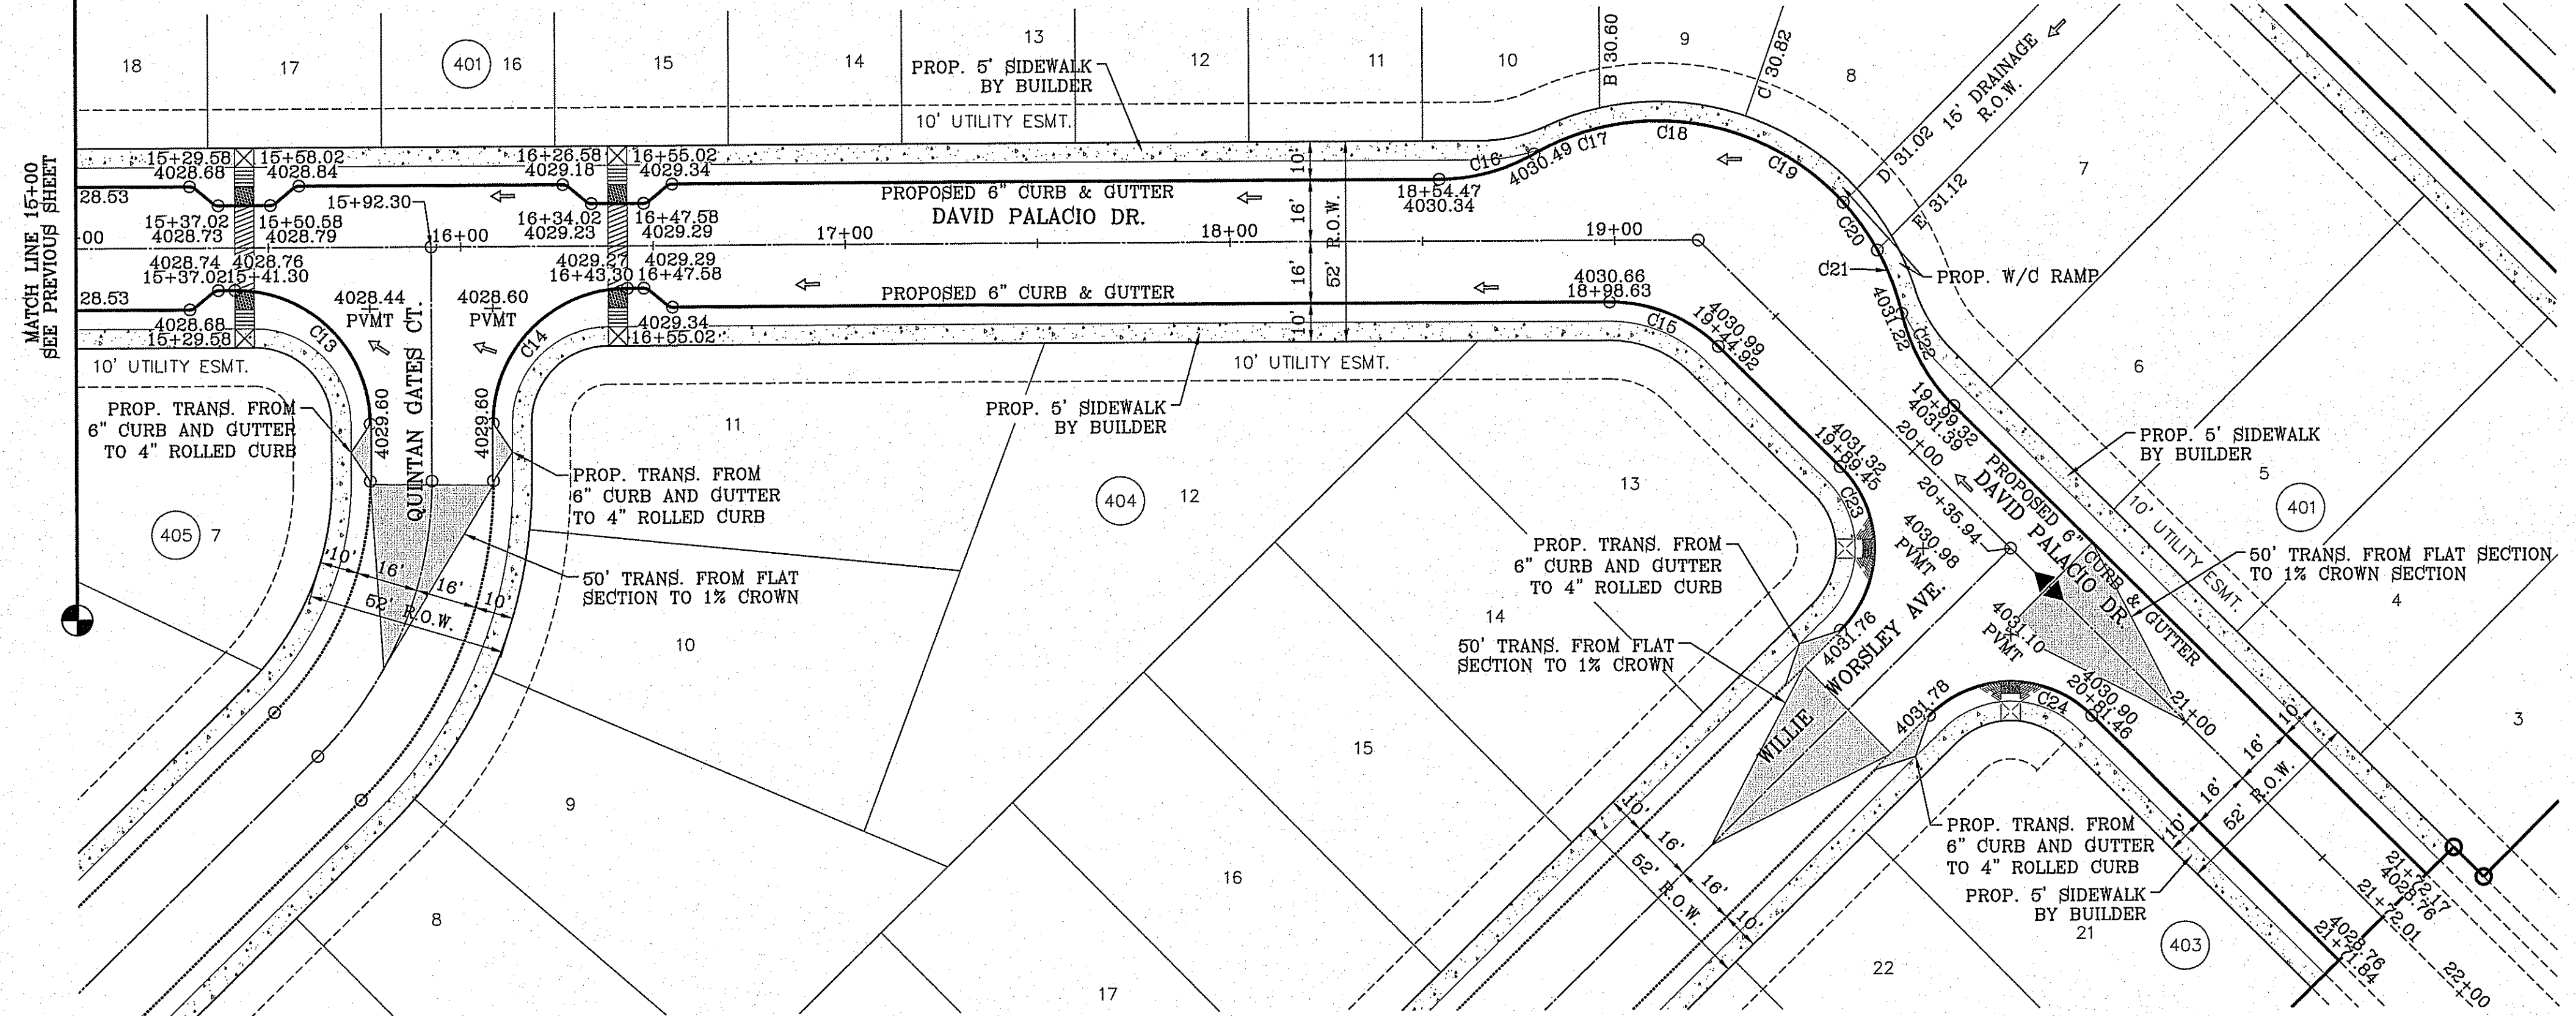 18
17
401
16
15
14
13
12
11
10
9
8
7
6
5
401
4
3
PROP. 5' SIDEWALK
BY BUILDER
10' UTILITY ESMT.
B 30.60
C 30.82
D 31.02
15' DRAINAGE
R.O.W.
E 31.12
MATCH LINE 15+00
SEE PREVIOUS SHEET
15+29.58
4028.68
15+58.02
4028.84
16+26.58
4029.18
16+55.02
4029.34
28.53
15+37.02
4028.73
15+50.58
4028.79
15+92.30
16+34.02
4029.23
16+47.58
4029.29
PROPOSED 6" CURB & GUTTER
DAVID PALACIO DR.
18+54.47
4030.34
C16
4030.49
C17
C18
C19
C20
C21
4031.22
C22
PROP. W/C RAMP
10'
16'
16'
10'
52' R.O.W.
+00
16+00
17+00
18+00
19+00
4028.74
15+37.02
4028.76
15+41.30
4029.27
16+43.30
4029.29
16+47.58
28.53
4028.68
15+29.58
C13
4028.44
PVMT
QUINTAN GATES CT.
4028.60
PVMT
C14
4029.34
16+55.02
PROPOSED 6" CURB & GUTTER
4030.66
18+98.63
C15
4030.99
19+44.92
10' UTILITY ESMT.
10' UTILITY ESMT.
PROP. 5' SIDEWALK
BY BUILDER
PROP. TRANS. FROM
6" CURB AND GUTTER
TO 4" ROLLED CURB
4029.60
4029.60
PROP. TRANS. FROM
6" CURB AND GUTTER
TO 4" ROLLED CURB
50' TRANS. FROM FLAT
SECTION TO 1% CROWN
10'
16'
16'
10'
52' R.O.W.
405
7
11
404
12
13
14
15
16
17
10
9
8
4031.32
19+89.45
C23
19+99.32
4031.39
20+00
PROPOSED 6" CURB & GUTTER
DAVID PALACIO DR.
20+35.94
4030.98
PVMT
PROP. 5' SIDEWALK
BY BUILDER
10' UTILITY ESMT.
50' TRANS. FROM FLAT SECTION
TO 1% CROWN SECTION
PROP. TRANS. FROM
6" CURB AND GUTTER
TO 4" ROLLED CURB
50' TRANS. FROM FLAT
SECTION TO 1% CROWN
4031.76
WILLIE WORSLEY AVE.
4031.10
PVMT
4031.78
C24
4030.90
20+81.46
21+00
10'
16'
16'
10'
52' R.O.W.
10'
16'
16'
10'
52' R.O.W.
PROP. TRANS. FROM
6" CURB AND GUTTER
TO 4" ROLLED CURB
PROP. 5' SIDEWALK
BY BUILDER
21
403
22
21+72.17
4028.76
21+72.01
4028.76
21+71.84
22+00